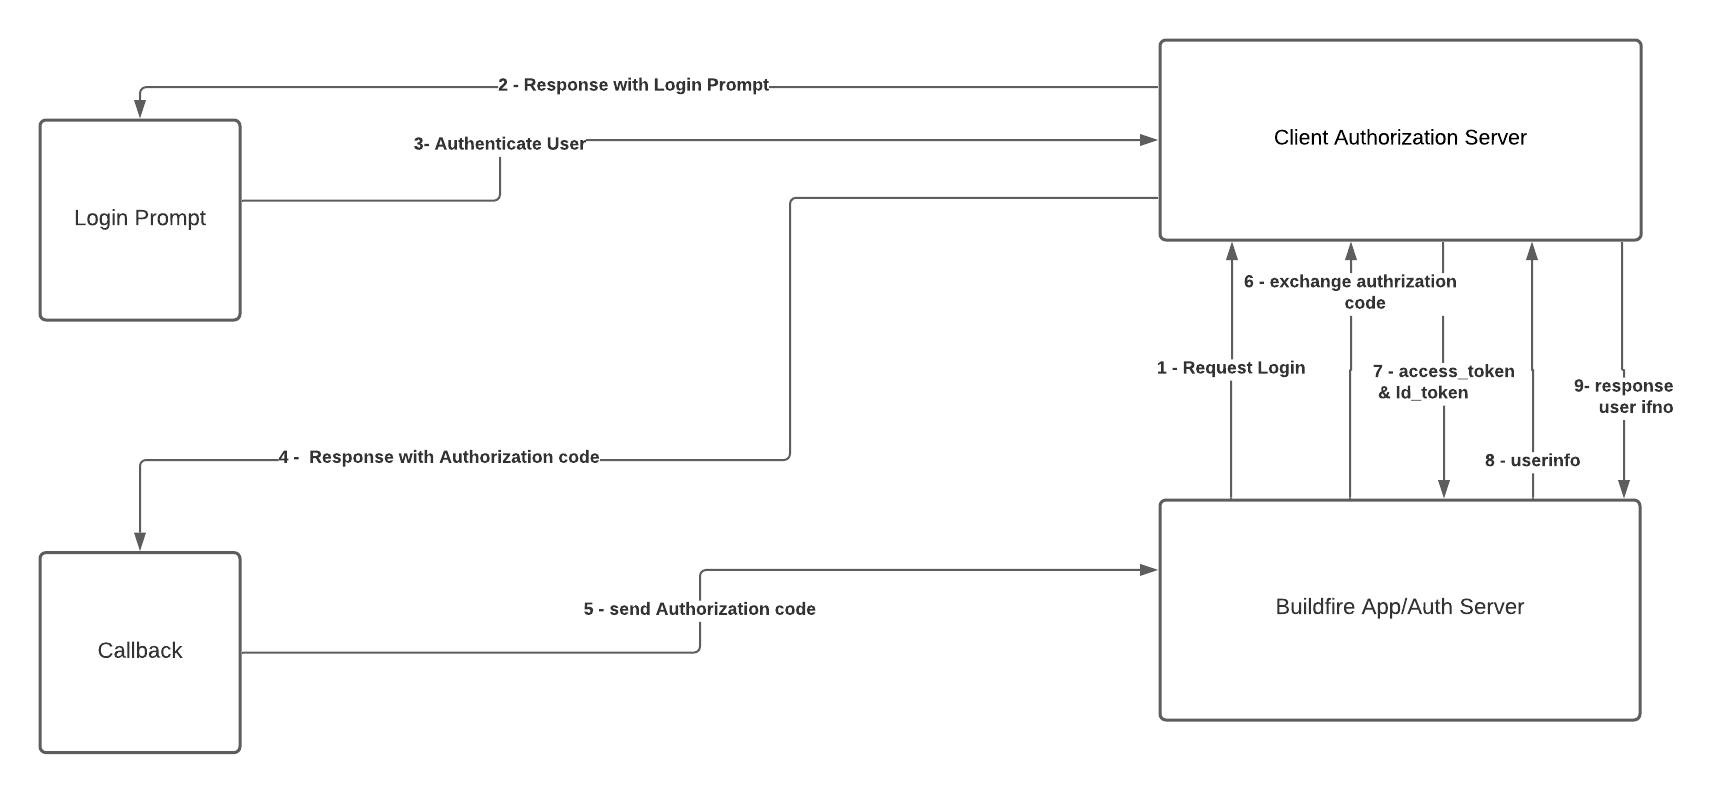 2 - Response with Login Prompt
3- Authenticate User
Client Authorization Server
Login Prompt
6 - exchange authrization
code
1 - Request Login
7 - access_token
& Id_token
9- response
user ifno
4 -  Response with Authorization code
8 - userinfo
5 - send Authorization code
Buildfire App/Auth Server
Callback